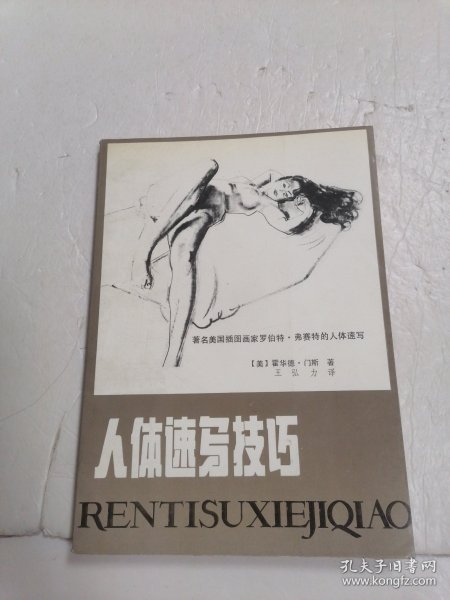 著名美国插图画家罗伯特·弗赛特的人体速写
【美】霍华德·门斯 著
王弘力译
人体速写技巧
RENTISUXIEJIQIAO
孔夫子旧书网
www.kongfz.com